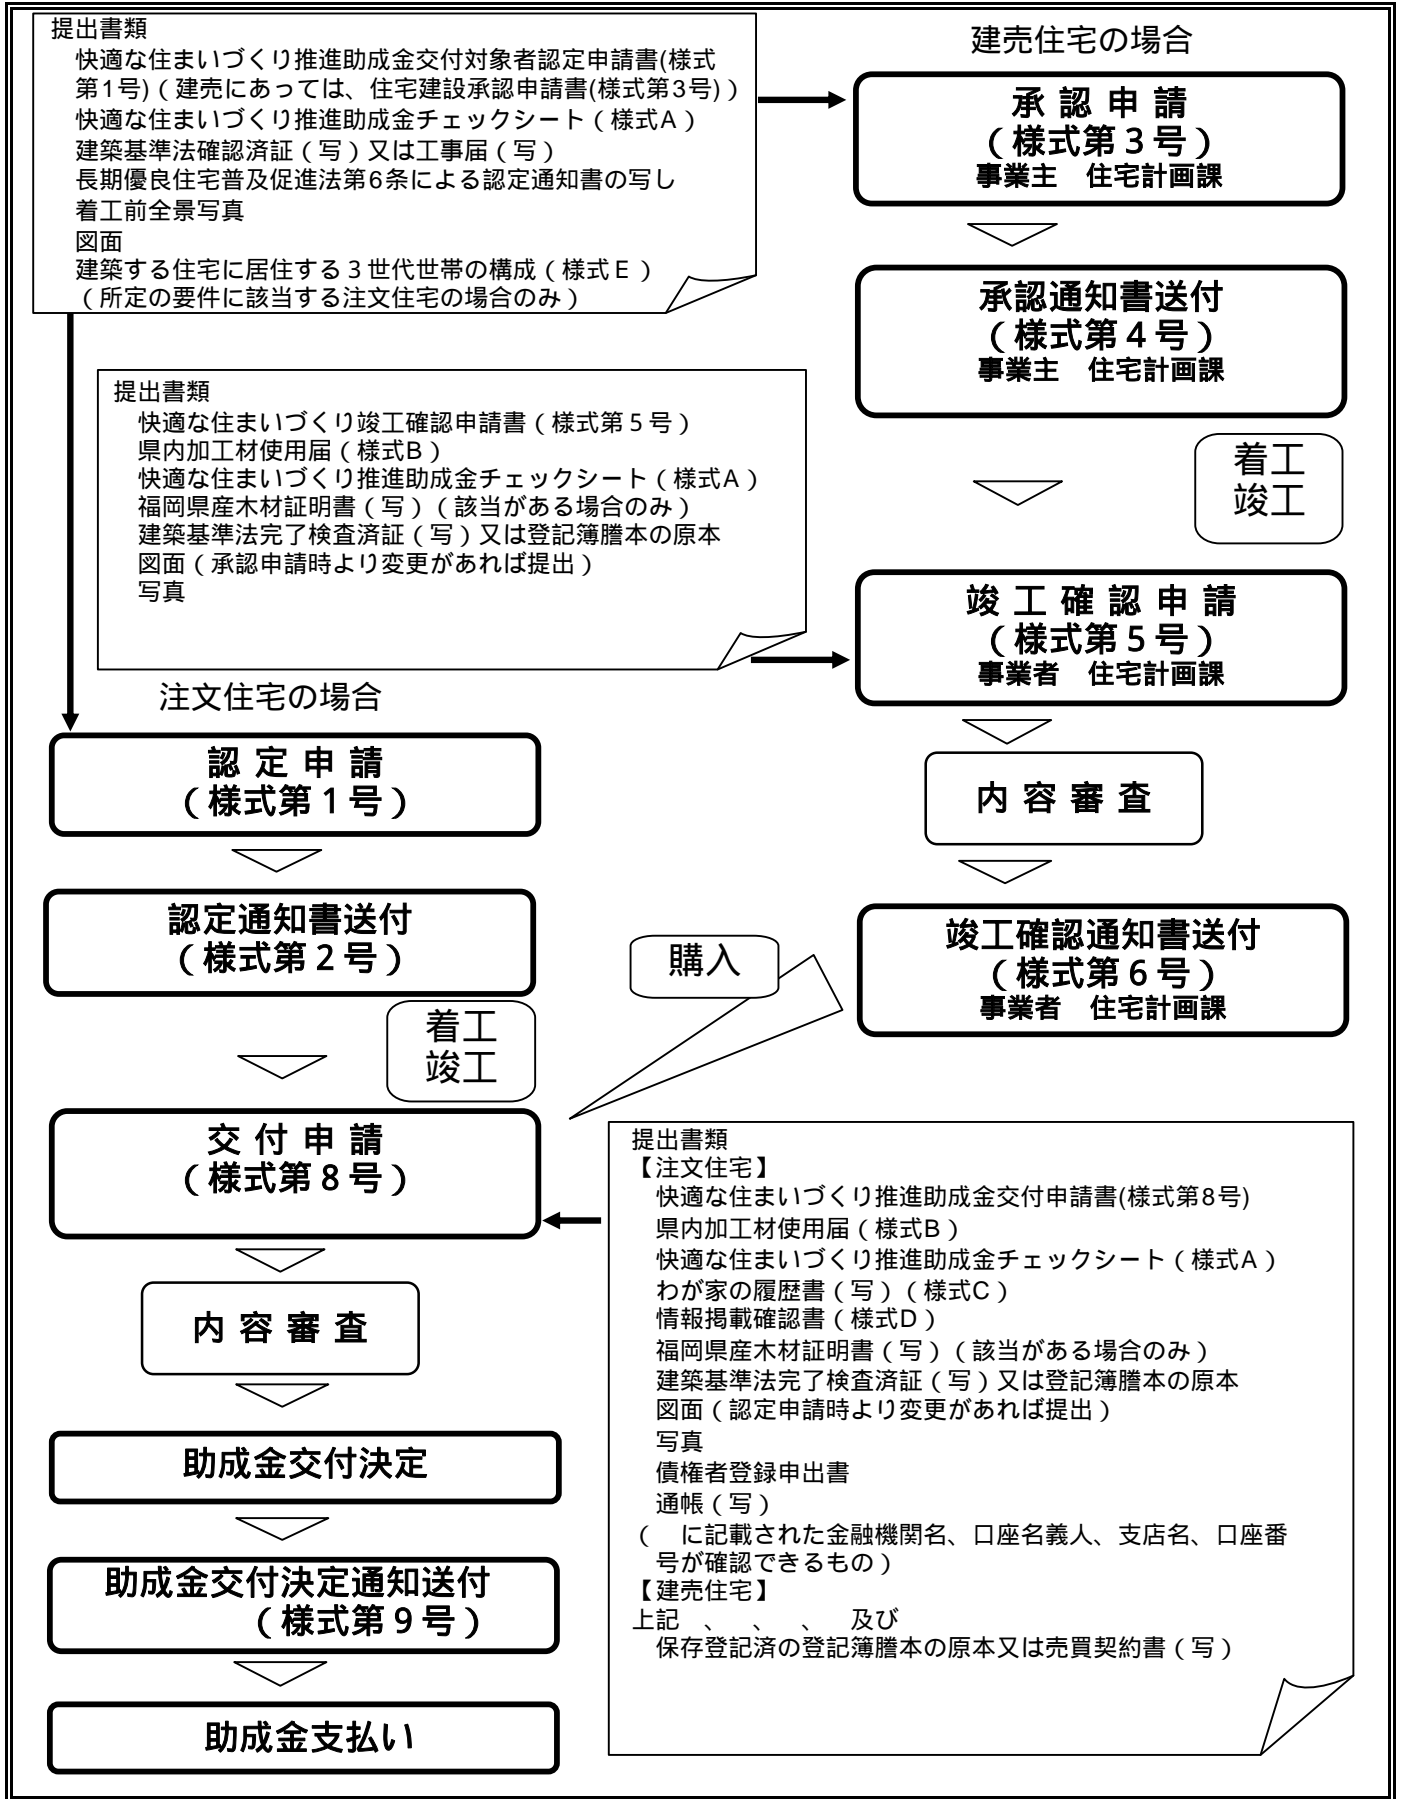 提出書類
快適な住まいづくり推進助成金交付対象者認定申請書(様式
第1号)（建売にあっては、住宅建設承認申請書(様式第3号)）
快適な住まいづくり推進助成金チェックシート（様式A）
建築基準法確認済証（写）又は工事届（写）
長期優良住宅普及促進法第6条による認定通知書の写し
着工前全景写真
図面
建築する住宅に居住する３世代世帯の構成（様式Ｅ）
（所定の要件に該当する注文住宅の場合のみ）
建売住宅の場合
承 認 申 請
（様式第３号）
事業主　住宅計画課
承認通知書送付
（様式第４号）
事業主　住宅計画課
着工
竣工
提出書類
快適な住まいづくり竣工確認申請書（様式第５号）
県内加工材使用届（様式B）
快適な住まいづくり推進助成金チェックシート（様式A）
福岡県産木材証明書（写）（該当がある場合のみ）
建築基準法完了検査済証（写）又は登記簿謄本の原本
図面（承認申請時より変更があれば提出）
写真
竣 工 確 認 申 請
（様式第５号）
事業者　住宅計画課
内 容 審 査
竣工確認通知書送付
（様式第６号）
事業者　住宅計画課
注文住宅の場合
認 定 申 請
（様式第１号）
認定通知書送付
（様式第２号）
着工
竣工
購入
交 付 申 請
（様式第８号）
内 容 審 査
助成金交付決定
助成金交付決定通知送付
（様式第９号）
助成金支払い
提出書類
【注文住宅】
快適な住まいづくり推進助成金交付申請書(様式第8号)
県内加工材使用届（様式B）
快適な住まいづくり推進助成金チェックシート（様式A）
わが家の履歴書（写）（様式C）
情報掲載確認書（様式D）
福岡県産木材証明書（写）（該当がある場合のみ）
建築基準法完了検査済証（写）又は登記簿謄本の原本
図面（認定申請時より変更があれば提出）
写真
債権者登録申出書
通帳（写）
（　に記載された金融機関名、口座名義人、支店名、口座番
号が確認できるもの）
【建売住宅】
上記　、　、　、　及び
保存登記済の登記簿謄本の原本又は売買契約書（写）